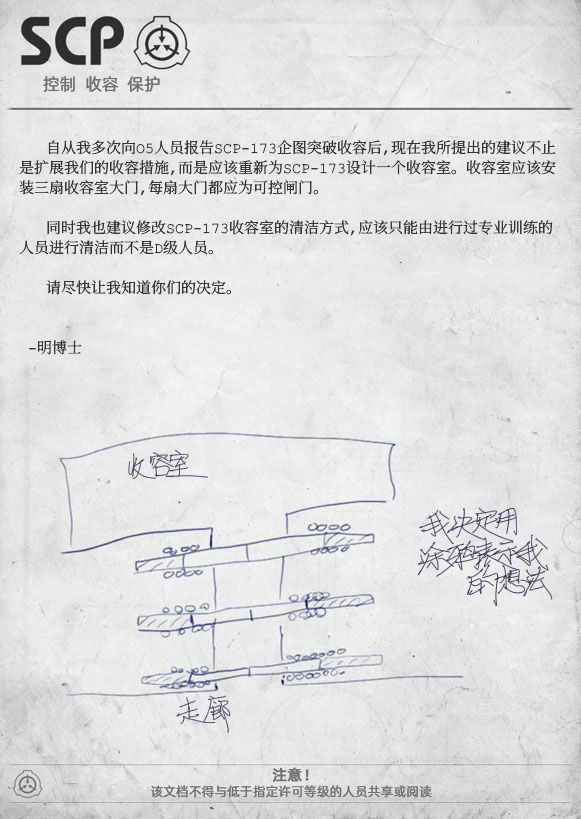 SCP
控制 收容 保护
自从我多次向O5人员报告SCP-173企图突破收容后,现在我所提出的建议不止
是扩展我们的收容措施,而是应该重新为SCP-173设计一个收容室。收容室应该安
装三扇收容室大门,每扇大门都应为可控闸门。
同时我也建议修改SCP-173收容室的清洁方式,应该只能由进行过专业训练的
人员进行清洁而不是D级人员。
请尽快让我知道你们的决定。
-明博士
收容室
我决定用
涂鸦表示我
的想法
走廊
注意!
该文档不得与低于指定许可等级的人员共享或阅读